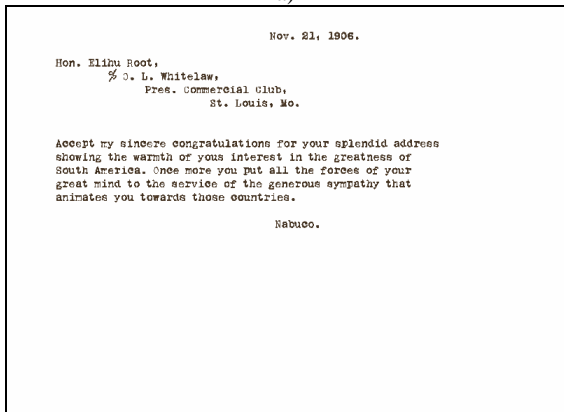 Nov. 21, 1906.
Hon. Elihu Root,
℅ O. L. Whitelaw,
Pres. Commercial Club,
St. Louis, Mo.
Accept my sincere congratulations for your splendid address
showing the warmth of yous interest in the greatness of
South America. Once more you put all the forces of your
great mind to the service of the generous sympathy that
animates you towards those countries.
Nabuco.